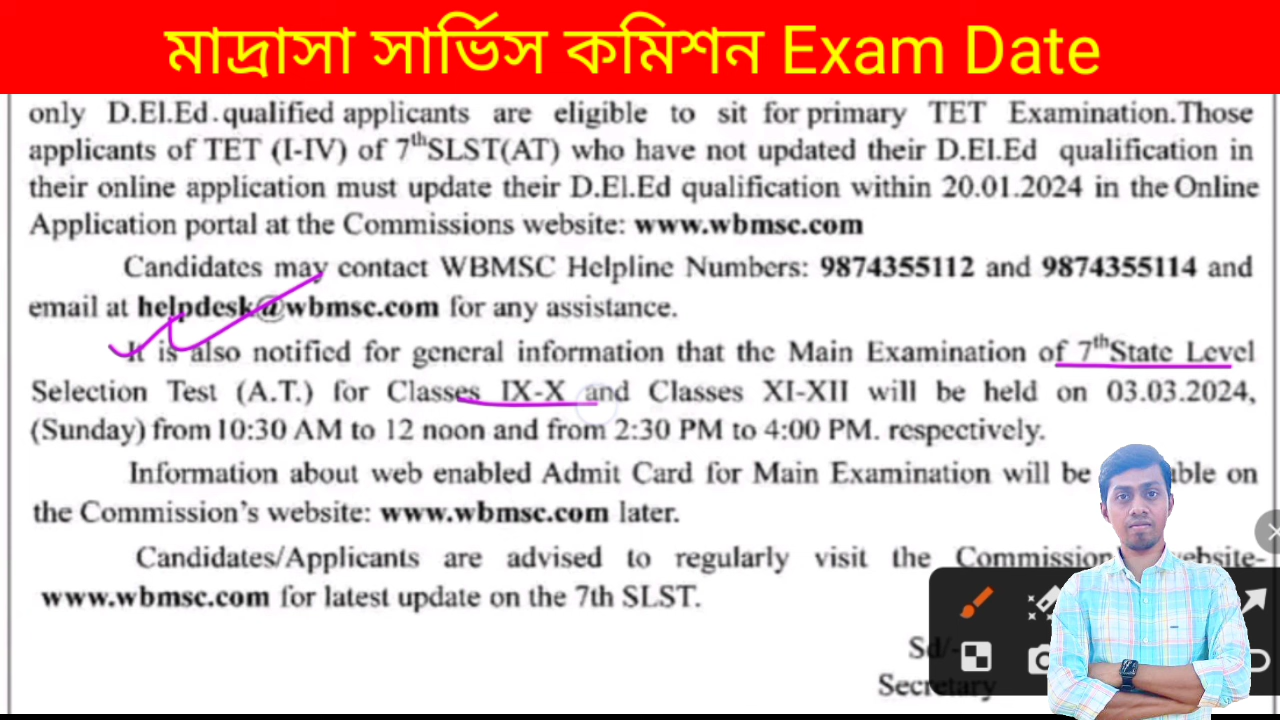 মাদ্রাসা সার্ভিস কমিশন Exam Date
only D.El.Ed. qualified applicants are eligible to sit for primary TET Examination.Those
applicants of TET (I-IV) of 7thSLST(AT) who have not updated their D.El.Ed qualification in
their online application must update their D.El.Ed qualification within 20.01.2024 in the Online
Application portal at the Commissions website: www.wbmsc.com
Candidates may contact WBMSC Helpline Numbers: 9874355112 and 9874355114 and
email at helpdesk@wbmsc.com for any assistance.
It is also notified for general information that the Main Examination of 7thState Level
Selection Test (A.T.) for Classes IX-X and Classes XI-XII will be held on 03.03.2024,
(Sunday) from 10:30 AM to 12 noon and from 2:30 PM to 4:00 PM. respectively.
Information about web enabled Admit Card for Main Examination will be on
the Commission's website: www.wbmsc.com later.
Candidates/Applicants are advised to regularly visit the Commission website-
www.wbmsc.com for latest update on the 7th SLST.
Sd/-
Secretary